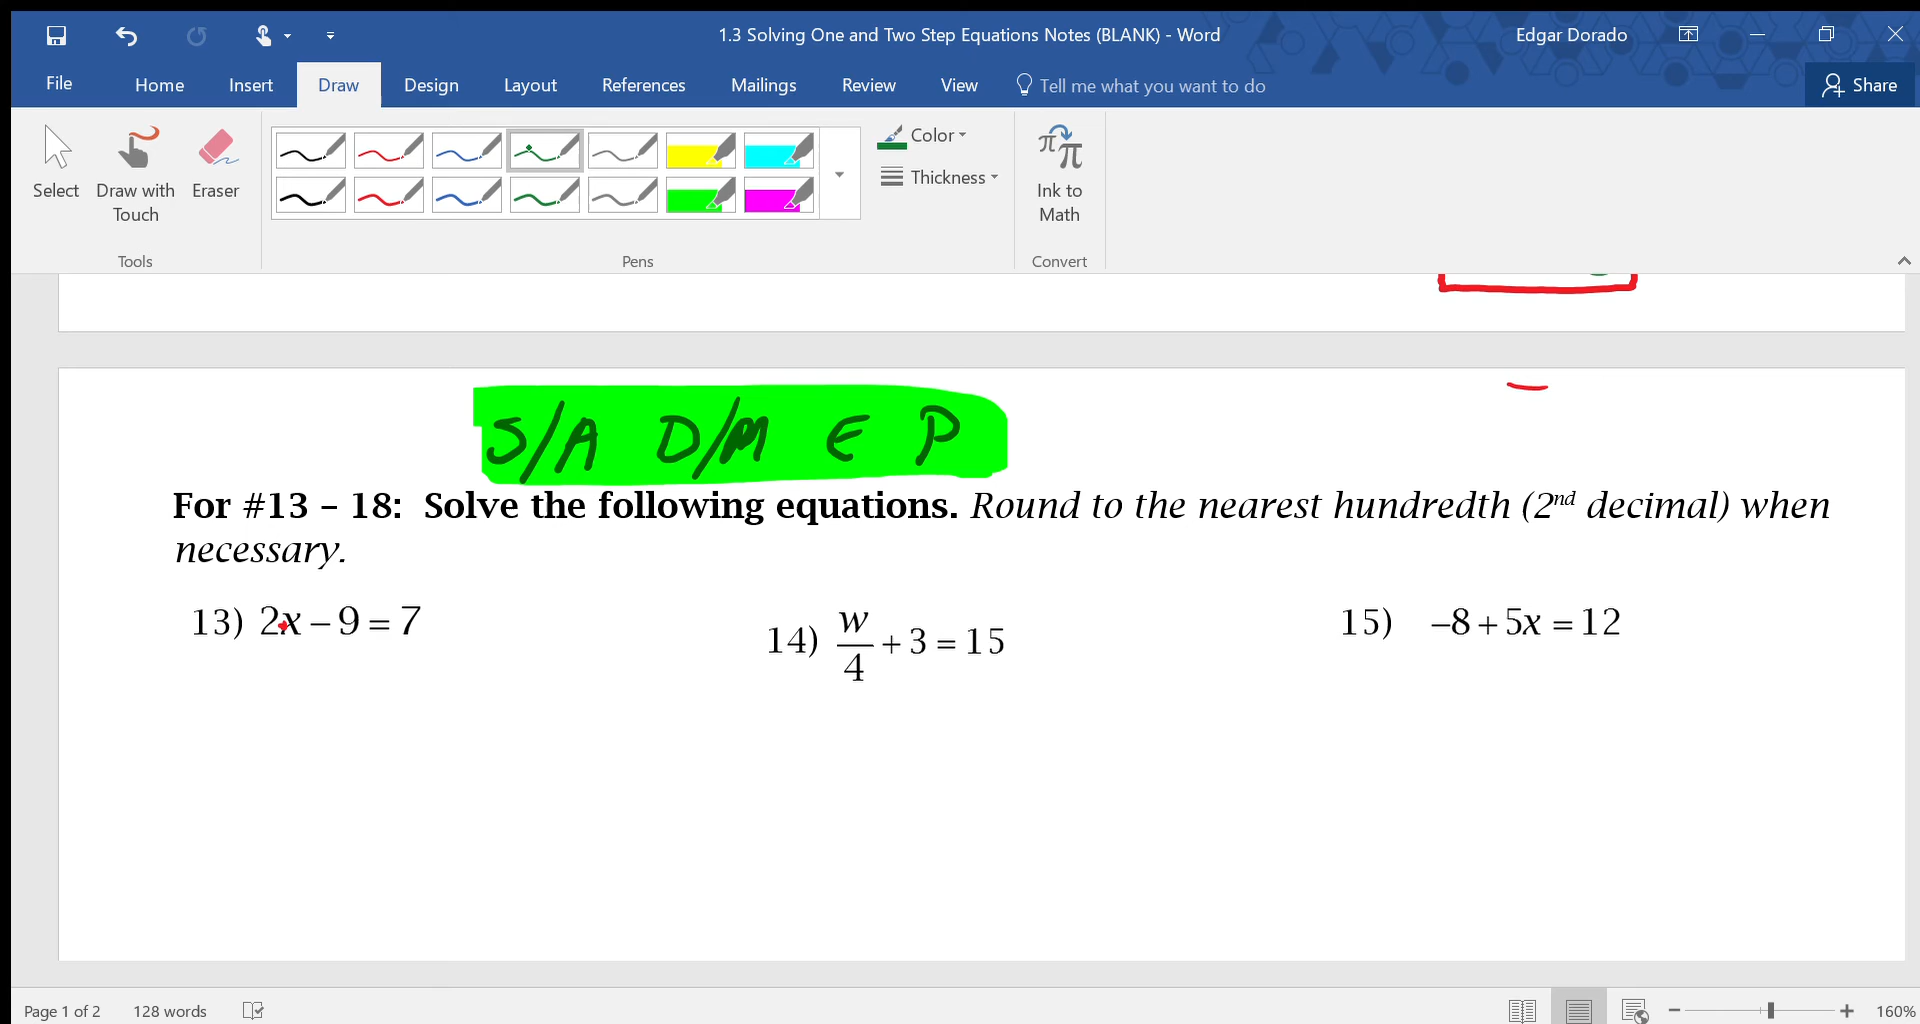 1.3 Solving One and Two Step Equations Notes (BLANK) - Word
Edgar Dorado
File Home Insert Draw Design Layout References Mailings Review View Tell me what you want to do Share
Select
Draw with Touch
Eraser
Color
Thickness
Ink to Math
Tools
Pens
Convert
S/A D/M E P
For #13 – 18: Solve the following equations. Round to the nearest hundredth (2nd decimal) when
necessary.
13) 2x – 9 = 7
14) w/4 + 3 = 15
15) –8 + 5x = 12
Page 1 of 2 128 words 160%